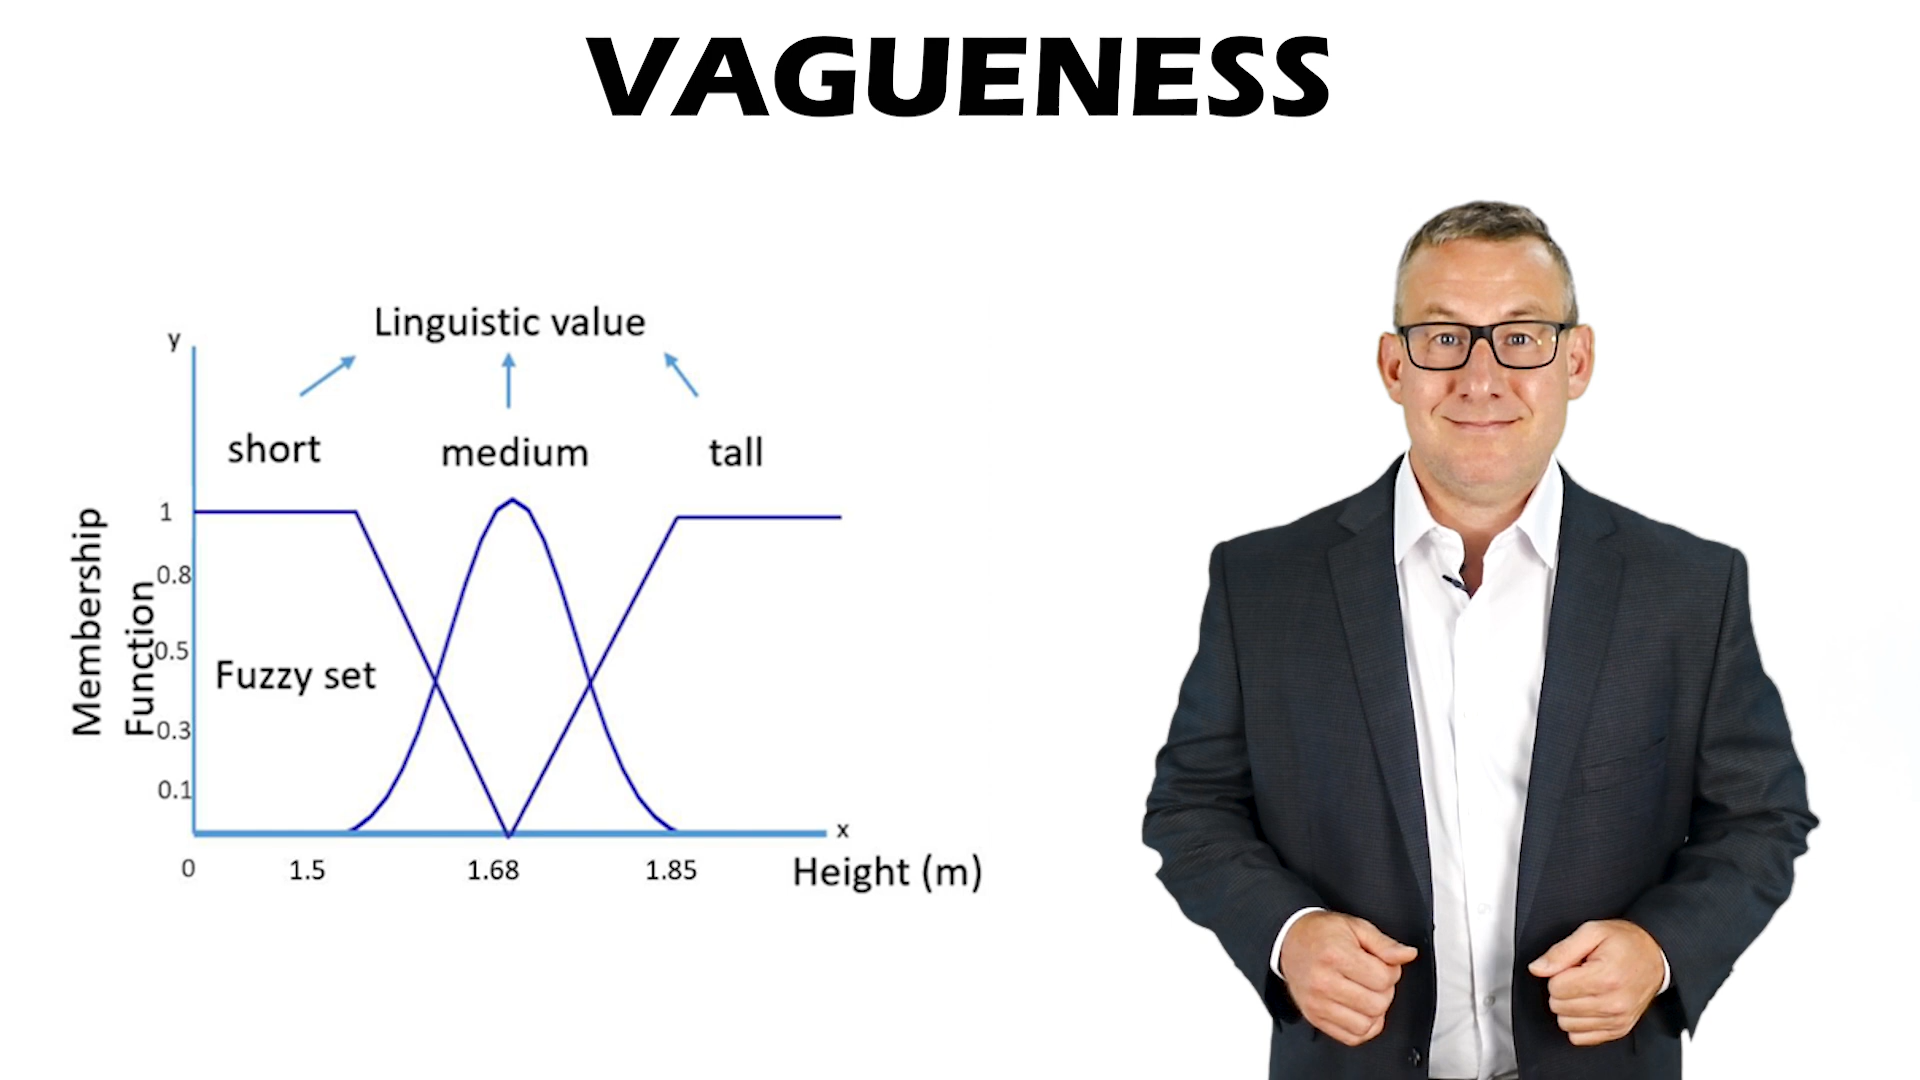 VAGUENESS
Linguistic value
y
short medium tall
Membership
Function
1
0.8
0.5
0.3
0.1
Fuzzy set
x
0 1.5 1.68 1.85 Height (m)